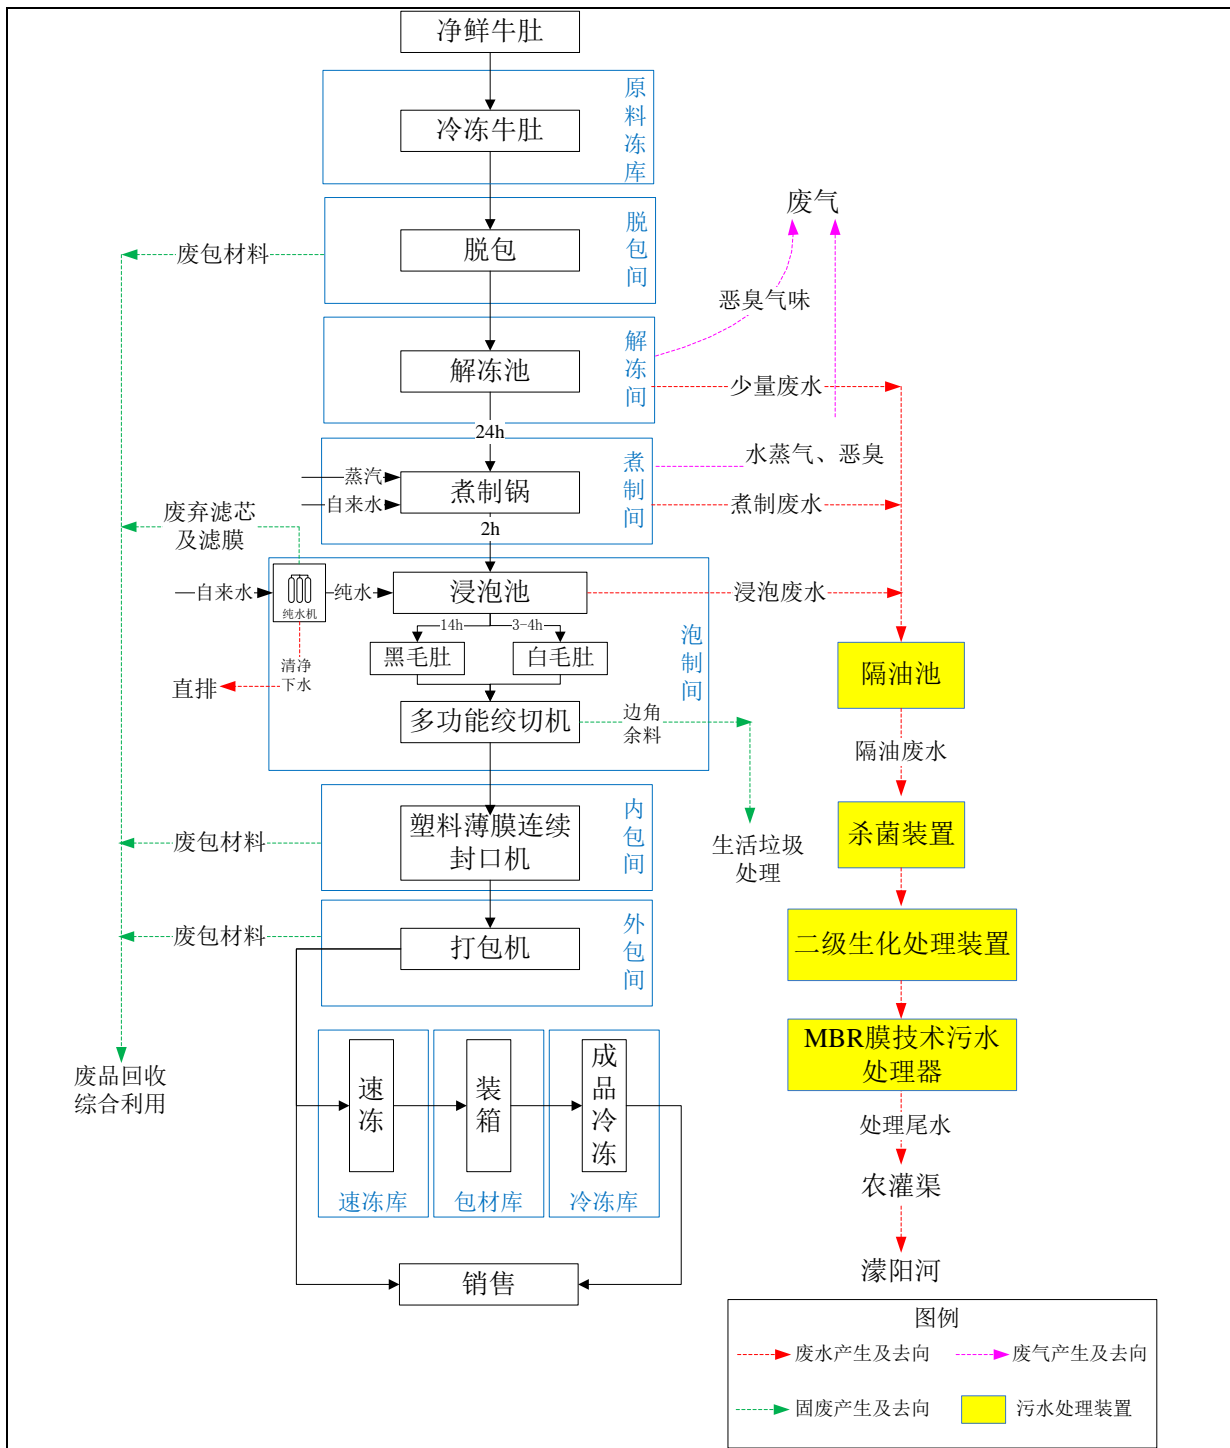 净鲜牛肚
原料冻库
冷冻牛肚
脱包间
废气
脱包
废包材料
恶臭气味
解冻间
解冻池
少量废水
24h
煮制间
水蒸气、恶臭
蒸汽
煮制锅
自来水
煮制废水
废弃滤芯
及滤膜
2h
自来水
纯水机
纯水
浸泡池
浸泡废水
14h
3-4h
泡制间
黑毛肚
白毛肚
清净
下水
直排
隔油池
多功能绞切机
边角
余料
隔油废水
内包间
塑料薄膜连续
封口机
废包材料
生活垃圾
处理
杀菌装置
外包间
废包材料
打包机
二级生化处理装置
MBR膜技术污水
处理器
废品回收
综合利用
速冻
装箱
成品冷冻
处理尾水
速冻库
包材库
冷冻库
农灌渠
濛阳河
销售
图例
废水产生及去向
废气产生及去向
固废产生及去向
污水处理装置